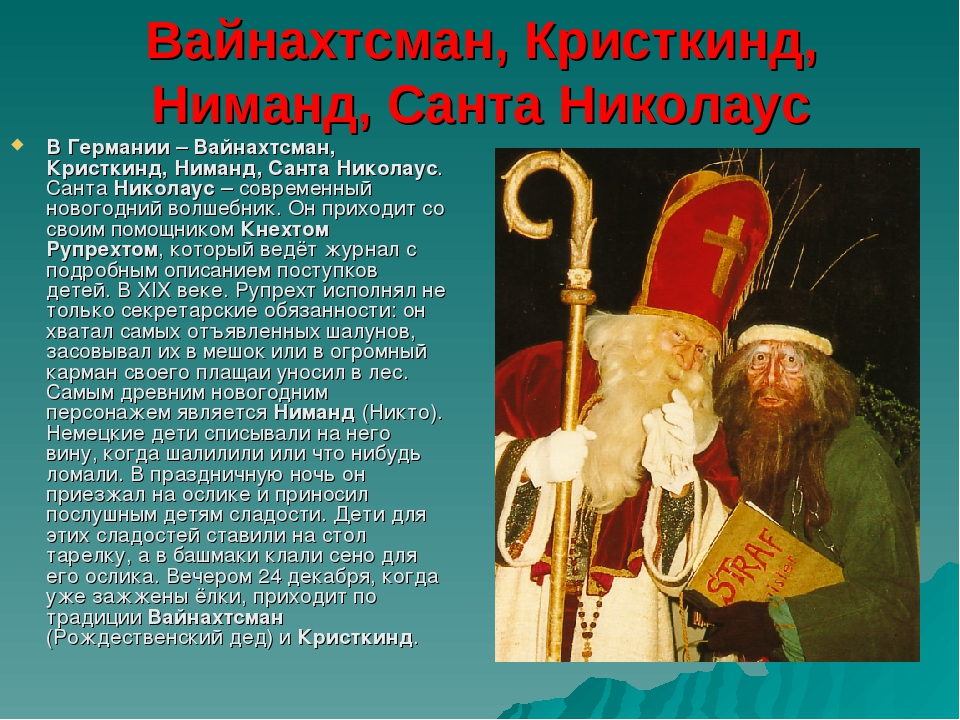 Вайнахтсман, Кристкинд,
Ниманд, Санта Николаус
В Германии – Вайнахтсман,
Кристкинд, Ниманд, Санта Николаус.
Санта Николаус – современный
новогодний волшебник. Он приходит со
своим помощником Кнехтом
Рупрехтом, который ведёт журнал с
подробным описанием поступков
детей. В XIX веке. Рупрехт исполнял не
только секретарские обязанности: он
хватал самых отъявленных шалунов,
засовывал их в мешок или в огромный
карман своего плащаи уносил в лес.
Самым древним новогодним
персонажем является Ниманд (Никто).
Немецкие дети списывали на него
вину, когда шалилили или что нибудь
ломали. В праздничную ночь он
приезжал на ослике и приносил
послушным детям сладости. Дети для
этих сладостей ставили на стол
тарелку, а в башмаки клали сено для
его ослика. Вечером 24 декабря, когда
уже зажжены ёлки, приходит по
традиции Вайнахтсман
(Рождественский дед) и Кристкинд.
STRAF